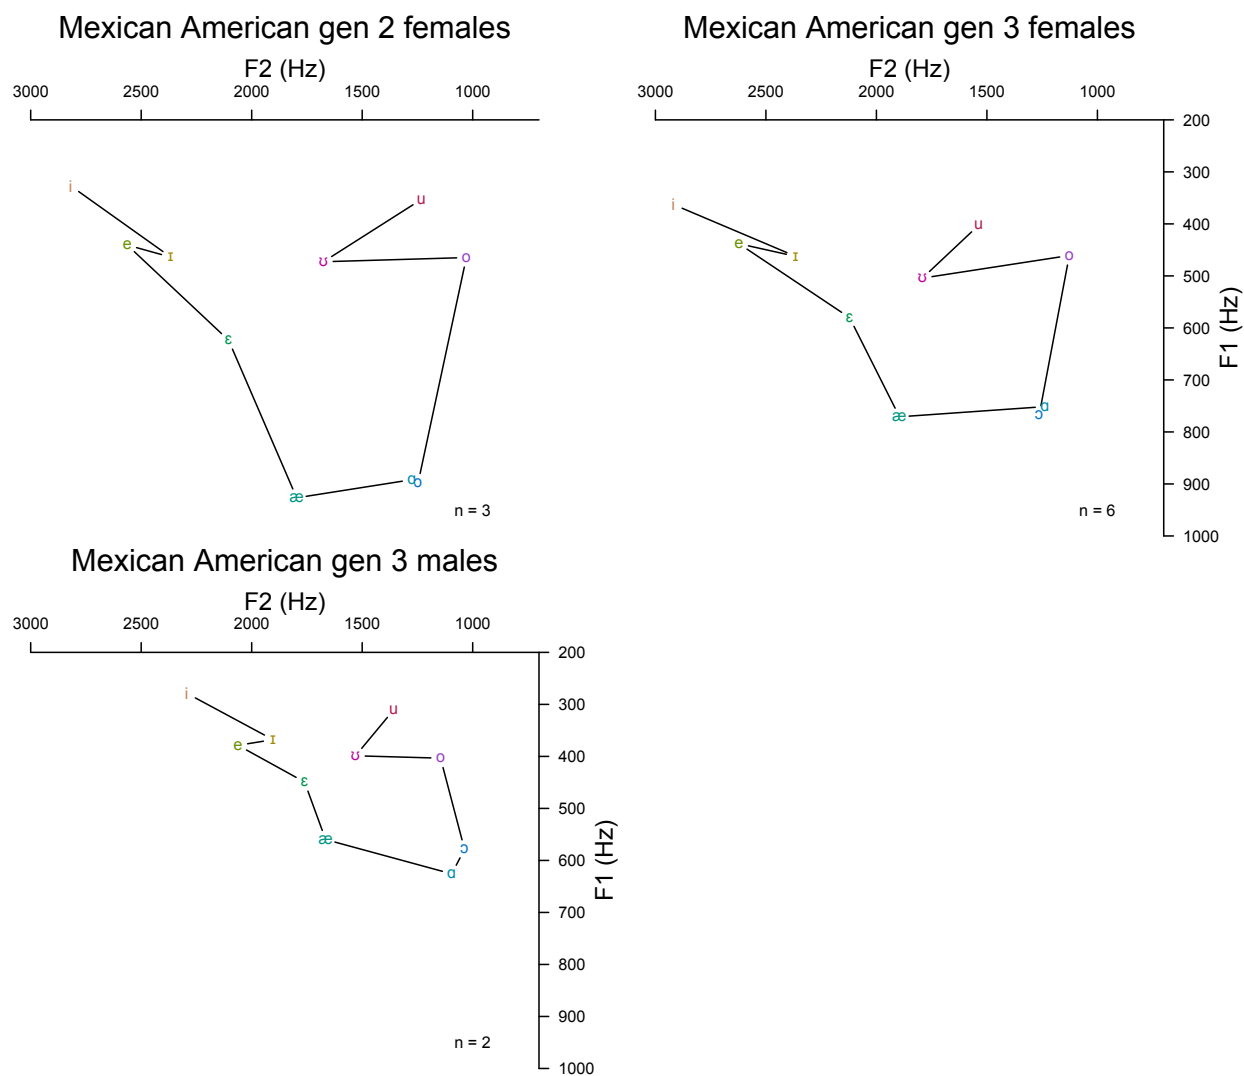 Mexican American gen 2 females
F2 (Hz)
3000 2500 2000 1500 1000
i
u
e
ɪ
ʊ
o
ɛ
ɑ
ɔ
æ
n = 3
Mexican American gen 3 females
F2 (Hz)
3000 2500 2000 1500 1000
200
300
400
500
600
700
800
900
1000
F1 (Hz)
i
u
e
ɪ
o
ʊ
ɛ
ɑ
ɔ
æ
n = 6
Mexican American gen 3 males
F2 (Hz)
3000 2500 2000 1500 1000
200
300
400
500
600
700
800
900
1000
F1 (Hz)
i
u
ɪ
e
ʊ
o
ɛ
æ
ɔ
ɑ
n = 2